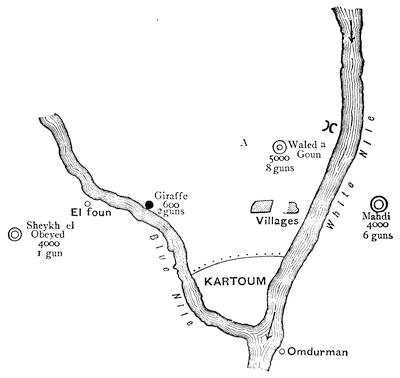 Waled a
Goun
5000
8 guns
White Nile
Giraffe
600
2 guns
El foun
Villages
Mahdi
4000
6 guns
Sheykh el
Obeyed
4000
1 gun
Blue Nile
KARTOUM
Omdurman